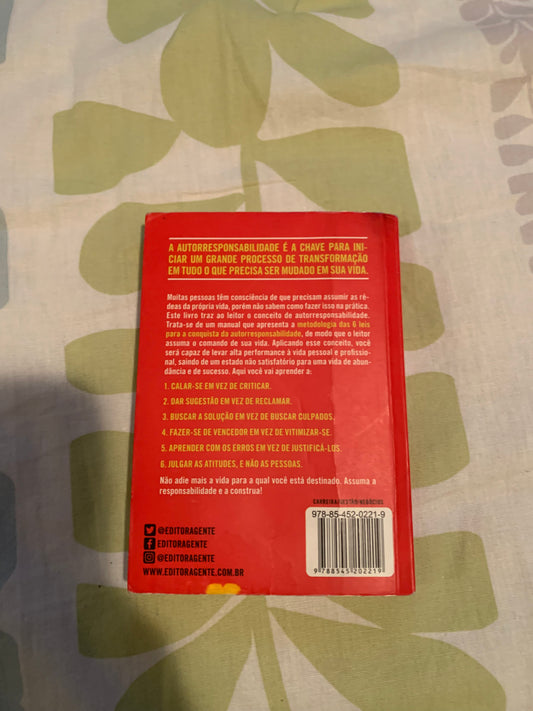 A AUTORRESPONSABILIDADE É A CHAVE PARA INI-
CIAR UM GRANDE PROCESSO DE TRANSFORMAÇÃO
EM TUDO O QUE PRECISA SER MUDADO EM SUA VIDA.
Muitas pessoas têm consciência de que precisam assumir as ré-
deas da própria vida, porém não sabem como fazer isso na prática.
Este livro traz ao leitor o conceito de autorresponsabilidade.
Trata-se de um manual que apresenta a metodologia das 6 leis
para a conquista da autorresponsabilidade, de modo que o leitor
assuma o comando de sua vida. Aplicando esse conceito, você
será capaz de levar alta performance à vida pessoal e profissio-
nal, saindo de um estado não satisfatório para uma vida de abun-
dância e de sucesso. Aqui você vai aprender a:
1. CALAR-SE EM VEZ DE CRITICAR.
2. DAR SUGESTÃO EM VEZ DE RECLAMAR.
3. BUSCAR A SOLUÇÃO EM VEZ DE BUSCAR CULPADOS.
4. FAZER-SE DE VENCEDOR EM VEZ DE VITIMIZAR-SE.
5. APRENDER COM OS ERROS EM VEZ DE JUSTIFICÁ-LOS.
6. JULGAR AS ATITUDES, E NÃO AS PESSOAS.
Não adie mais a vida para a qual você está destinado. Assuma a
responsabilidade e a construa!
CARREIRA/GESTÃO/NEGÓCIOS
978-85-452-0221-9
9 788545 202219
@EDITORAGENTE
EDITORAGENTE
@EDITORAGENTE
WWW.EDITORAGENTE.COM.BR